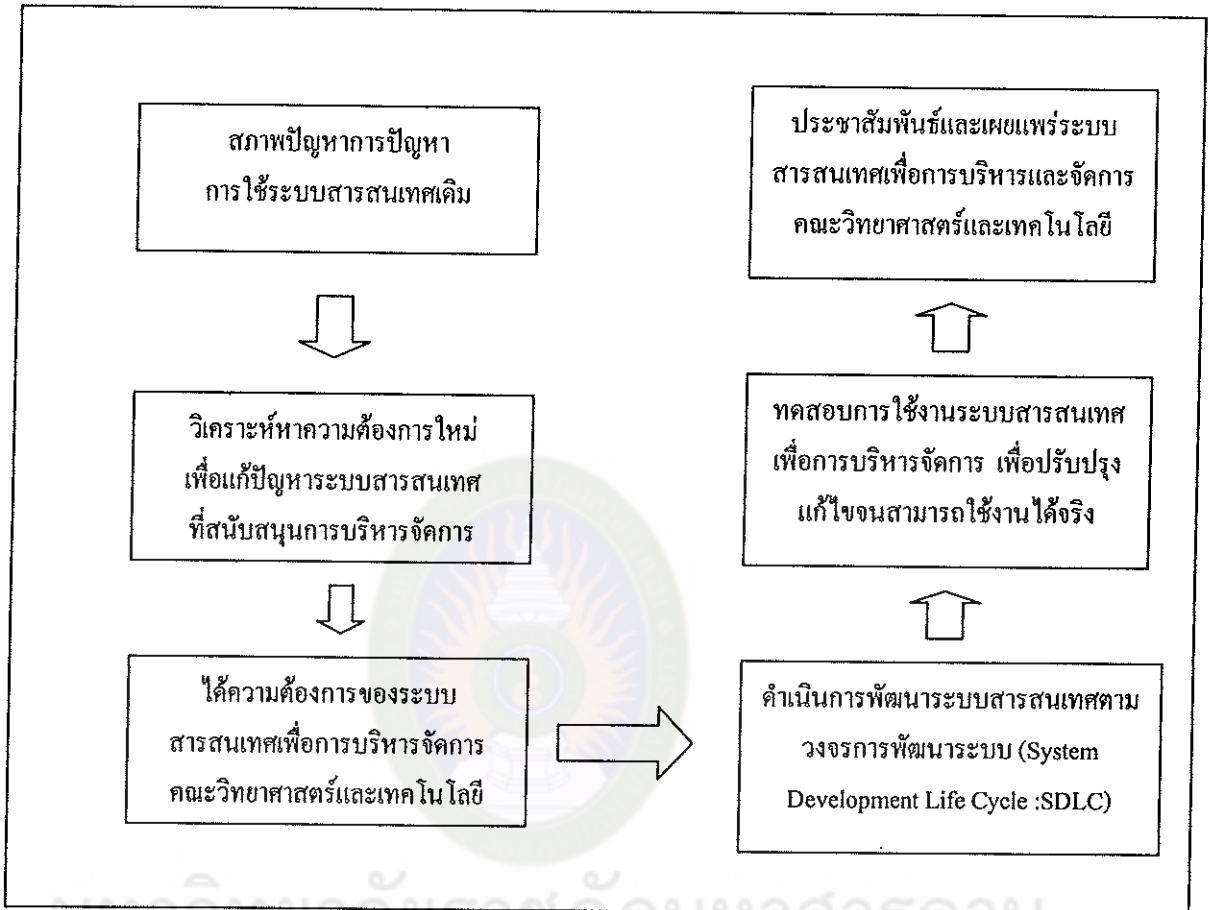 สภาพปัญหาการปัญหา
การใช้ระบบสารสนเทศเดิม
วิเคราะห์หาความต้องการใหม่
เพื่อแก้ปัญหาระบบสารสนเทศ
ที่สนับสนุนการบริหารจัดการ
ได้ความต้องการของระบบ
สารสนเทศเพื่อการบริหารจัดการ
คณะวิทยาศาสตร์และเทคโนโลยี
ดำเนินการพัฒนาระบบสารสนเทศตาม
วงจรการพัฒนาระบบ (System
Development Life Cycle :SDLC)
ทดสอบการใช้งานระบบสารสนเทศ
เพื่อการบริหารจัดการ เพื่อปรับปรุง
แก้ไขจนสามารถใช้งานได้จริง
ประชาสัมพันธ์และเผยแพร่ระบบ
สารสนเทศเพื่อการบริหารและจัดการ
คณะวิทยาศาสตร์และเทคโนโลยี